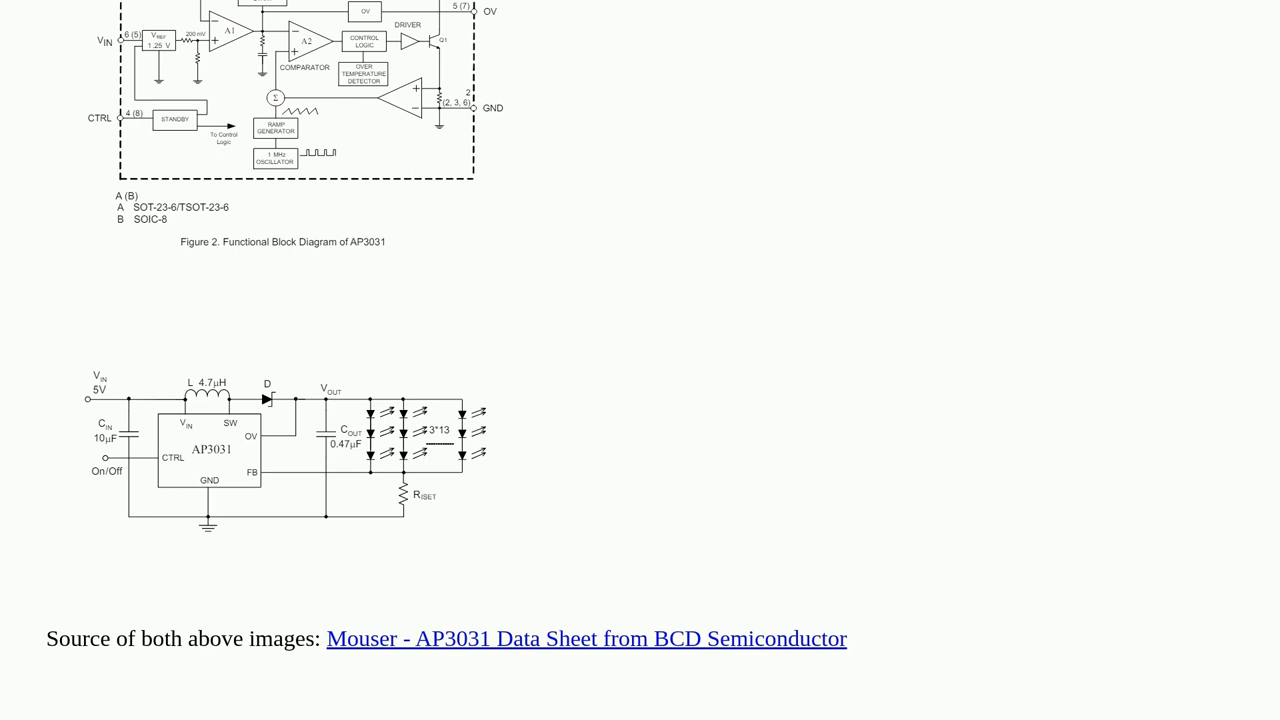 5 (7)
OV
OV
DRIVER
A1
200 mV
6 (5)
VIN
VREF
1.25 V
A2
CONTROL
LOGIC
Q1
COMPARATOR
OVER
TEMPERATURE
DETECTOR
Σ
2
(2, 3, 6)
GND
CTRL
4 (8)
STANDBY
To Control
Logic
RAMP
GENERATOR
1 MHz
OSCILLATOR
A (B)
A SOT-23-6/TSOT-23-6
B SOIC-8
Figure 2. Functional Block Diagram of AP3031
VIN
5V
L 4.7μH
D
VOUT
VIN
SW
CIN
10μF
OV
COUT
0.47μF
3*13
AP3031
CTRL
On/Off
FB
GND
RISET
Source of both above images: Mouser - AP3031 Data Sheet from BCD Semiconductor